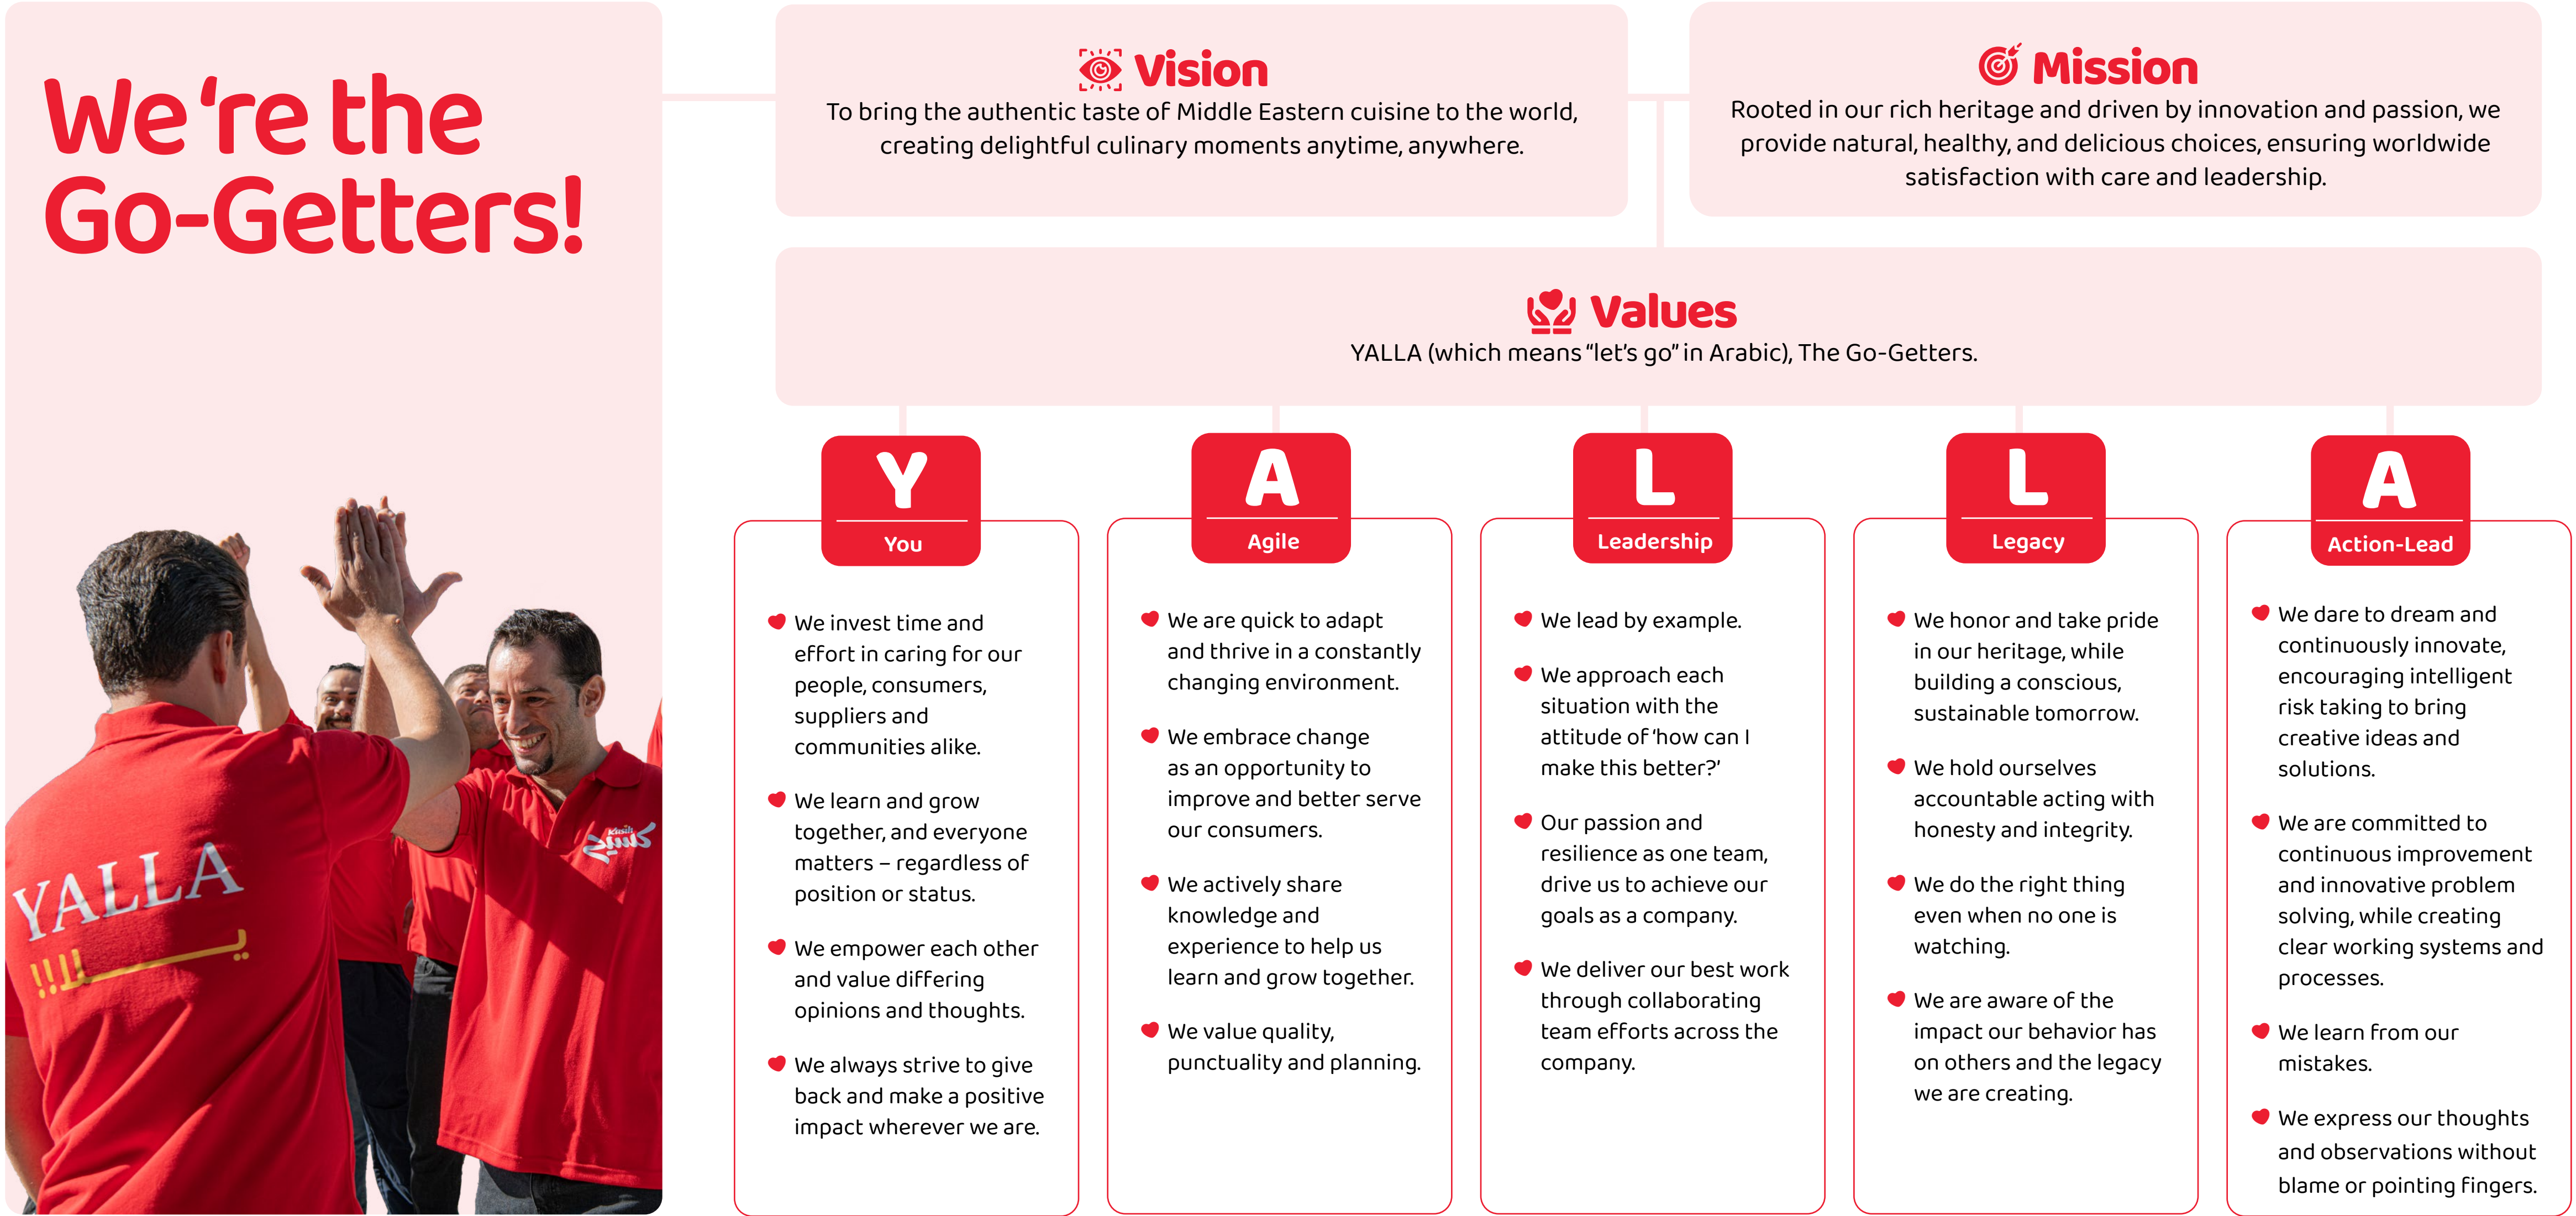 We ‘re the
Go-Getters!
YALLA
يـــلا!!
Kasih
كسيح
Vision
To bring the authentic taste of Middle Eastern cuisine to the world,
creating delightful culinary moments anytime, anywhere.
Mission
Rooted in our rich heritage and driven by innovation and passion, we
provide natural, healthy, and delicious choices, ensuring worldwide
satisfaction with care and leadership.
Values
YALLA (which means “let’s go” in Arabic), The Go-Getters.
Y
You
We invest time and
effort in caring for our
people, consumers,
suppliers and
communities alike.
We learn and grow
together, and everyone
matters – regardless of
position or status.
We empower each other
and value differing
opinions and thoughts.
We always strive to give
back and make a positive
impact wherever we are.
A
Agile
We are quick to adapt
and thrive in a constantly
changing environment.
We embrace change
as an opportunity to
improve and better serve
our consumers.
We actively share
knowledge and
experience to help us
learn and grow together.
We value quality,
punctuality and planning.
L
Leadership
We lead by example.
We approach each
situation with the
attitude of ‘how can I
make this better?’
Our passion and
resilience as one team,
drive us to achieve our
goals as a company.
We deliver our best work
through collaborating
team efforts across the
company.
L
Legacy
We honor and take pride
in our heritage, while
building a conscious,
sustainable tomorrow.
We hold ourselves
accountable acting with
honesty and integrity.
We do the right thing
even when no one is
watching.
We are aware of the
impact our behavior has
on others and the legacy
we are creating.
A
Action-Lead
We dare to dream and
continuously innovate,
encouraging intelligent
risk taking to bring
creative ideas and
solutions.
We are committed to
continuous improvement
and innovative problem
solving, while creating
clear working systems and
processes.
We learn from our
mistakes.
We express our thoughts
and observations without
blame or pointing fingers.